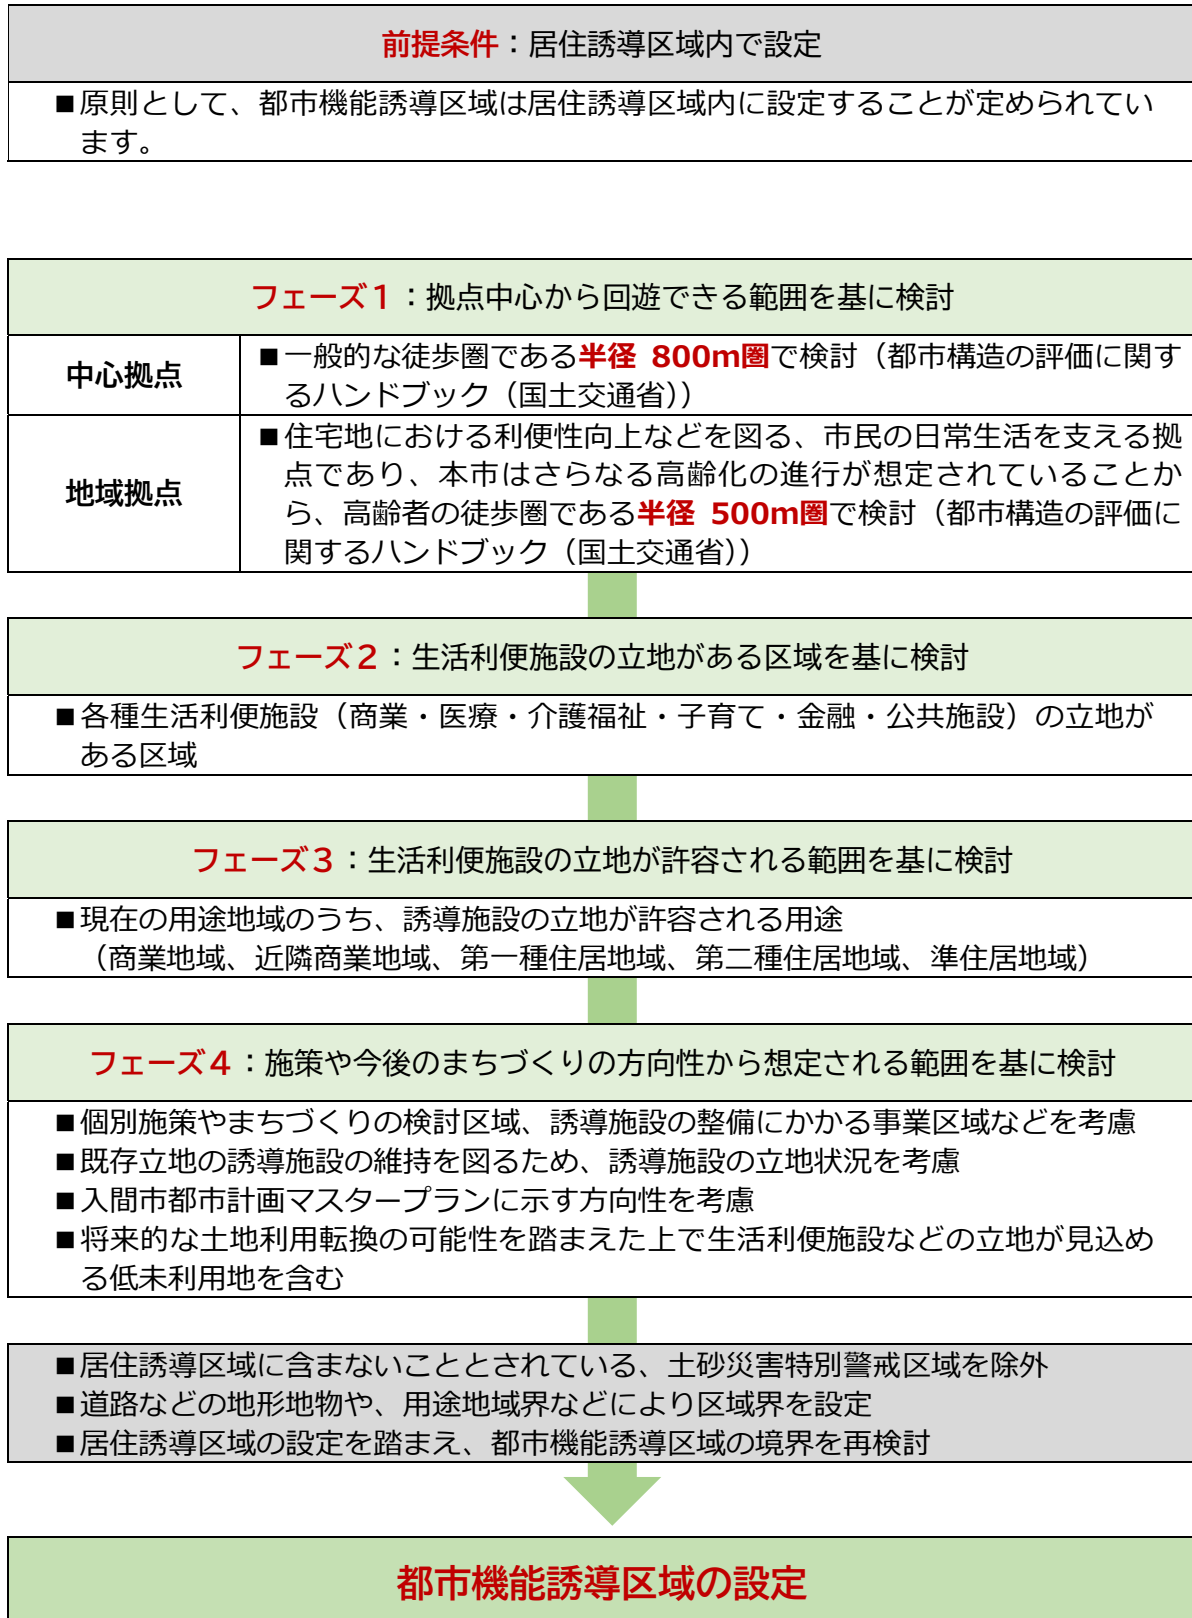 前提条件：居住誘導区域内で設定
■原則として、都市機能誘導区域は居住誘導区域内に設定することが定められてい
ます。
フェーズ１：拠点中心から回遊できる範囲を基に検討
中心拠点
■一般的な徒歩圏である半径 800m圏で検討（都市構造の評価に関す
るハンドブック（国土交通省））
地域拠点
■住宅地における利便性向上などを図る、市民の日常生活を支える拠
点であり、本市はさらなる高齢化の進行が想定されていることか
ら、高齢者の徒歩圏である半径 500m圏で検討（都市構造の評価に
関するハンドブック（国土交通省））
フェーズ２：生活利便施設の立地がある区域を基に検討
■各種生活利便施設（商業・医療・介護福祉・子育て・金融・公共施設）の立地が
ある区域
フェーズ３：生活利便施設の立地が許容される範囲を基に検討
■現在の用途地域のうち、誘導施設の立地が許容される用途
（商業地域、近隣商業地域、第一種住居地域、第二種住居地域、準住居地域）
フェーズ４：施策や今後のまちづくりの方向性から想定される範囲を基に検討
■個別施策やまちづくりの検討区域、誘導施設の整備にかかる事業区域などを考慮
■既存立地の誘導施設の維持を図るため、誘導施設の立地状況を考慮
■入間市都市計画マスタープランに示す方向性を考慮
■将来的な土地利用転換の可能性を踏まえた上で生活利便施設などの立地が見込め
る低未利用地を含む
■居住誘導区域に含まないこととされている、土砂災害特別警戒区域を除外
■道路などの地形地物や、用途地域界などにより区域界を設定
■居住誘導区域の設定を踏まえ、都市機能誘導区域の境界を再検討
都市機能誘導区域の設定